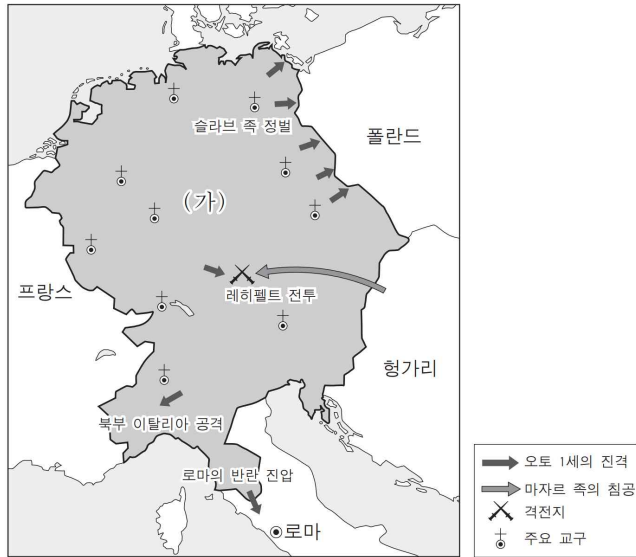 슬라브 족 정벌
폴란드
(가)
프랑스
레히펠트 전투
헝가리
북부 이탈리아 공격
로마의 반란 진압
로마
오토 1세의 진격
마자르 족의 침공
격전지
주요 교구